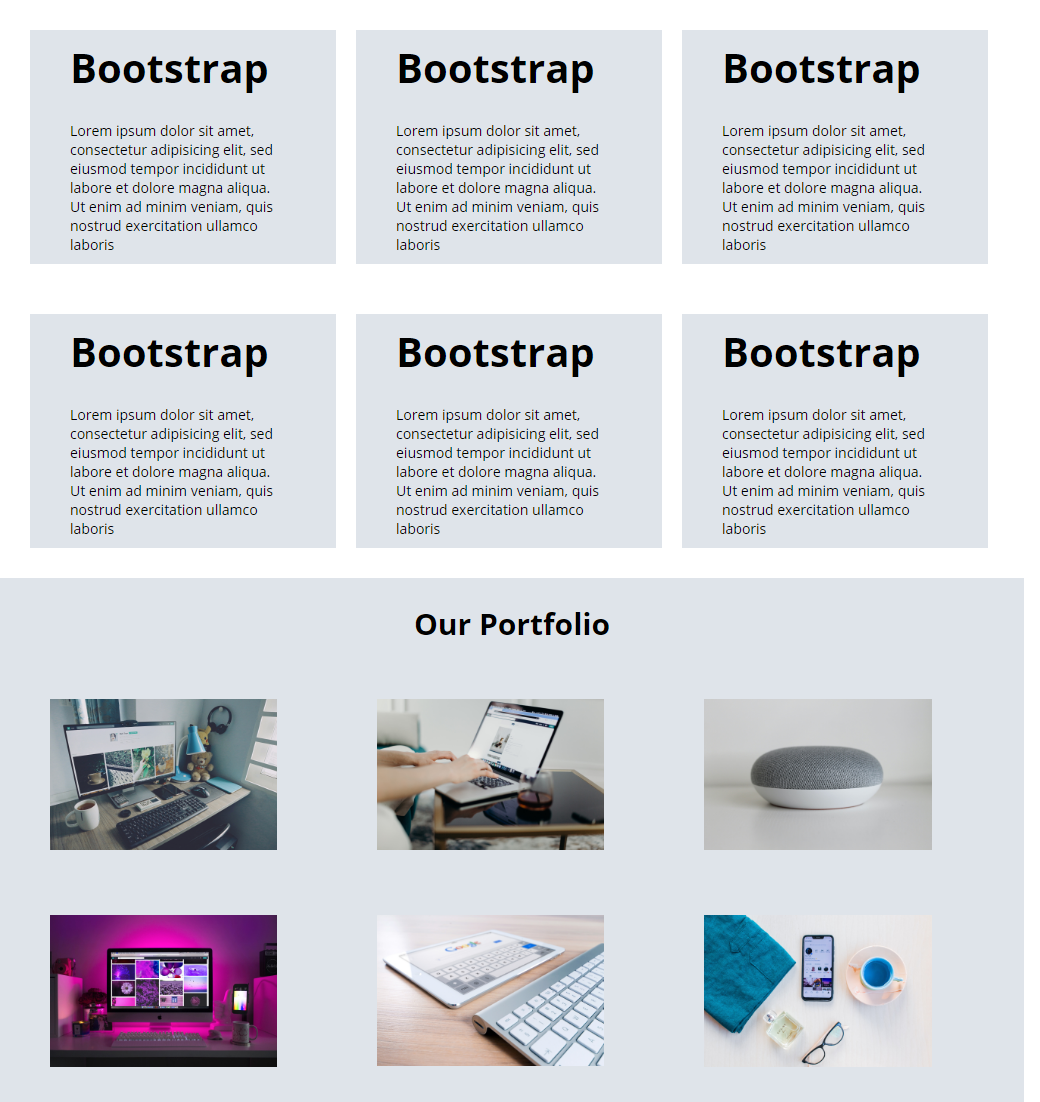 Bootstrap
Lorem ipsum dolor sit amet,
consectetur adipisicing elit, sed
eiusmod tempor incididunt ut
labore et dolore magna aliqua.
Ut enim ad minim veniam, quis
nostrud exercitation ullamco
laboris
Bootstrap
Lorem ipsum dolor sit amet,
consectetur adipisicing elit, sed
eiusmod tempor incididunt ut
labore et dolore magna aliqua.
Ut enim ad minim veniam, quis
nostrud exercitation ullamco
laboris
Bootstrap
Lorem ipsum dolor sit amet,
consectetur adipisicing elit, sed
eiusmod tempor incididunt ut
labore et dolore magna aliqua.
Ut enim ad minim veniam, quis
nostrud exercitation ullamco
laboris
Bootstrap
Lorem ipsum dolor sit amet,
consectetur adipisicing elit, sed
eiusmod tempor incididunt ut
labore et dolore magna aliqua.
Ut enim ad minim veniam, quis
nostrud exercitation ullamco
laboris
Bootstrap
Lorem ipsum dolor sit amet,
consectetur adipisicing elit, sed
eiusmod tempor incididunt ut
labore et dolore magna aliqua.
Ut enim ad minim veniam, quis
nostrud exercitation ullamco
laboris
Bootstrap
Lorem ipsum dolor sit amet,
consectetur adipisicing elit, sed
eiusmod tempor incididunt ut
labore et dolore magna aliqua.
Ut enim ad minim veniam, quis
nostrud exercitation ullamco
laboris
Our Portfolio
Google